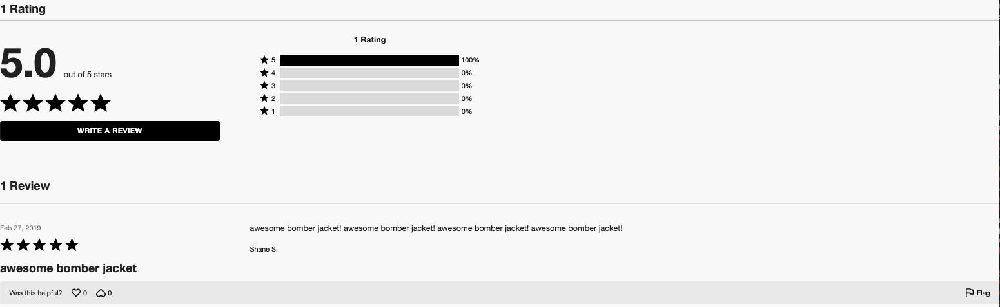 1 Rating
5.0 out of 5 stars
WRITE A REVIEW
1 Rating
5 100%
4 0%
3 0%
2 0%
1 0%
1 Review
Feb 27, 2019
awesome bomber jacket
awesome bomber jacket! awesome bomber jacket! awesome bomber jacket! awesome bomber jacket!
Shane S.
Was this helpful? 0 0 Flag